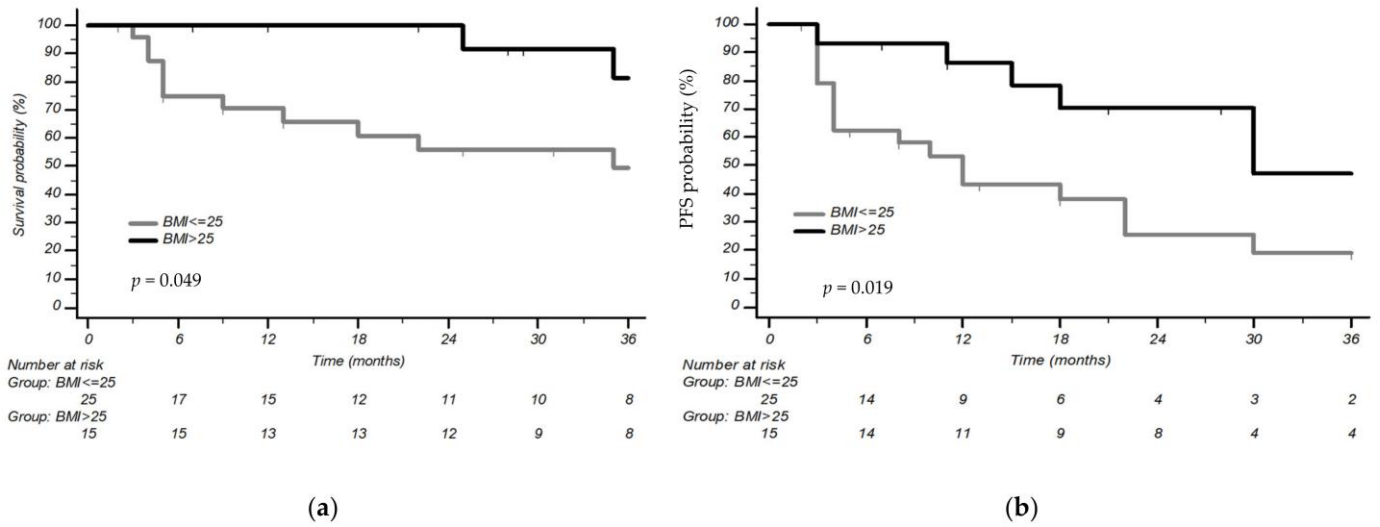 100
90
80
70
60
50
40
30
20
10
0
Survival probability (%)
BMI<=25
BMI>25
p = 0.049
0 6 12 18 24 30 36
Time (months)
Number at risk
Group: BMI<=25
25 17 15 12 11 10 8
Group: BMI>25
15 15 13 13 12 9 8
(a)
100
90
80
70
60
50
40
30
20
10
0
PFS probability (%)
BMI<=25
BMI>25
p = 0.019
0 6 12 18 24 30 36
Time (months)
Number at risk
Group: BMI<=25
25 14 9 6 4 3 2
Group: BMI>25
15 14 11 9 8 4 4
(b)